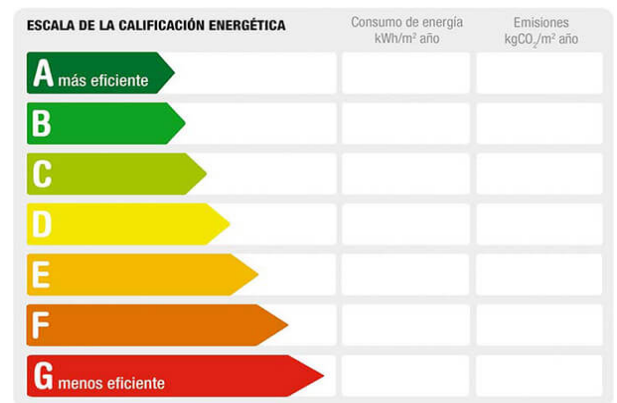 ESCALA DE LA CALIFICACIÓN ENERGÉTICA
Consumo de energía
kWh/m² año
Emisiones
kgCO₂/m² año
A más eficiente
B
C
D
E
F
G menos eficiente